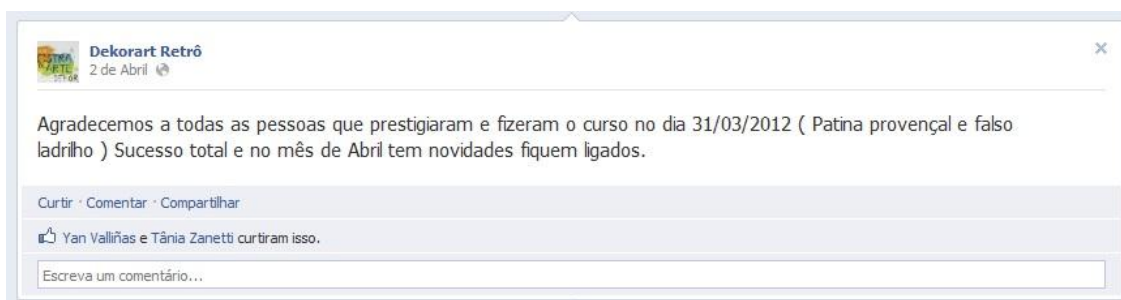 Dekorart Retrô
2 de Abril
Agradecemos a todas as pessoas que prestigiaram e fizeram o curso no dia 31/03/2012 ( Patina provençal e falso
ladrilho ) Sucesso total e no mês de Abril tem novidades fiquem ligados.
Curtir · Comentar · Compartilhar
Yan Valliñas e Tânia Zanetti curtiram isso.
Escreva um comentário...